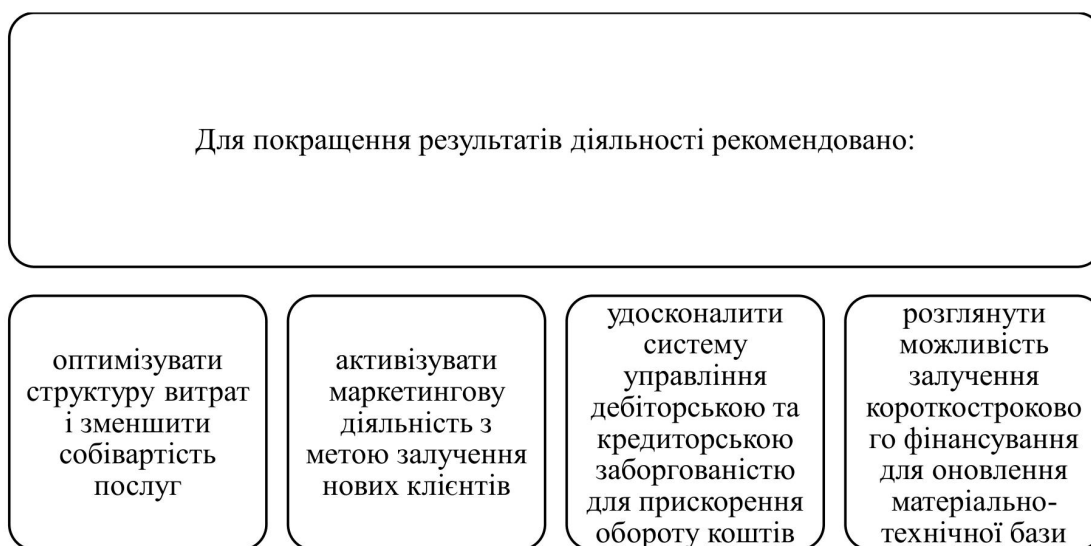 Для покращення результатів діяльності рекомендовано:
оптимізувати
структуру витрат
і зменшити
собівартість
послуг
активізувати
маркетингову
діяльність з
метою залучення
нових клієнтів
удосконалити
систему
управління
дебіторською та
кредиторською
заборгованістю
для прискорення
обороту коштів
розглянути
можливість
залучення
короткостроково
го фінансування
для оновлення
матеріально-
технічної бази